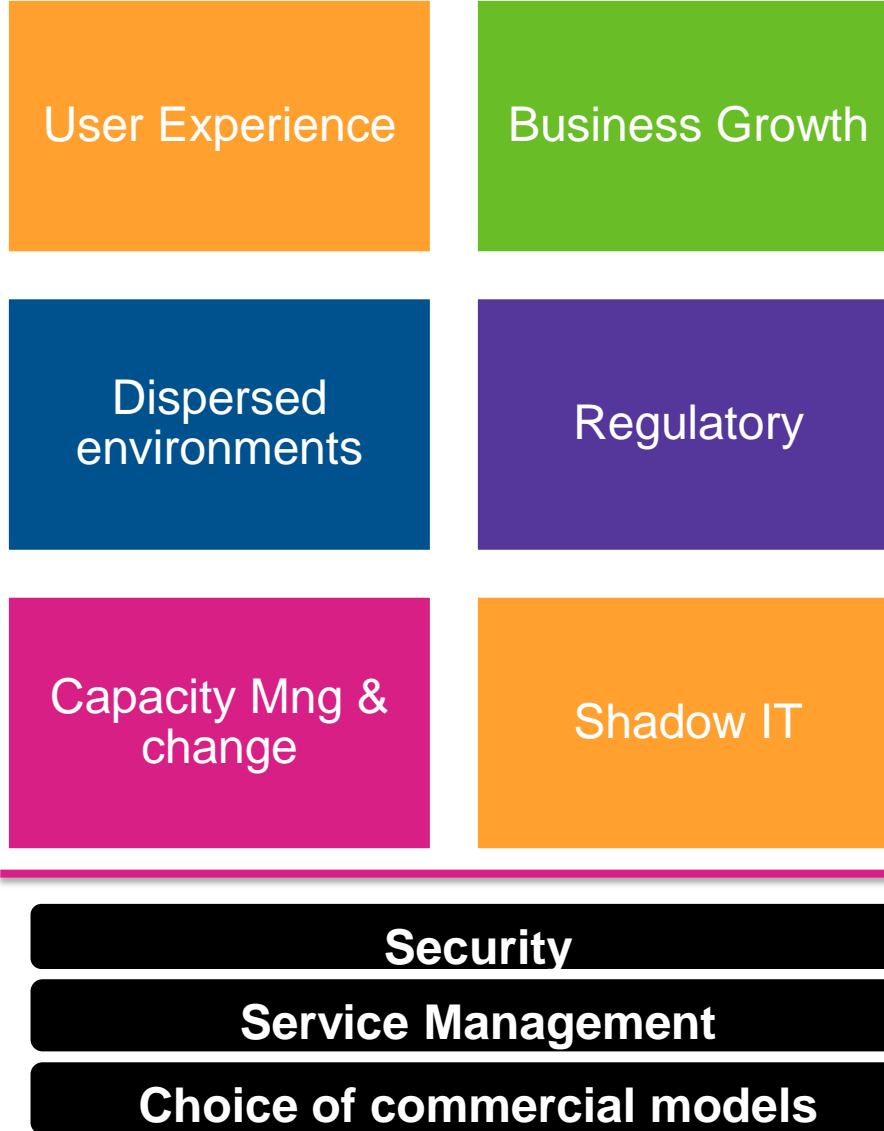 User Experience
Business Growth
Dispersed
environments
Regulatory
Capacity Mng &
change
Shadow IT
Security
Service Management
Choice of commercial models